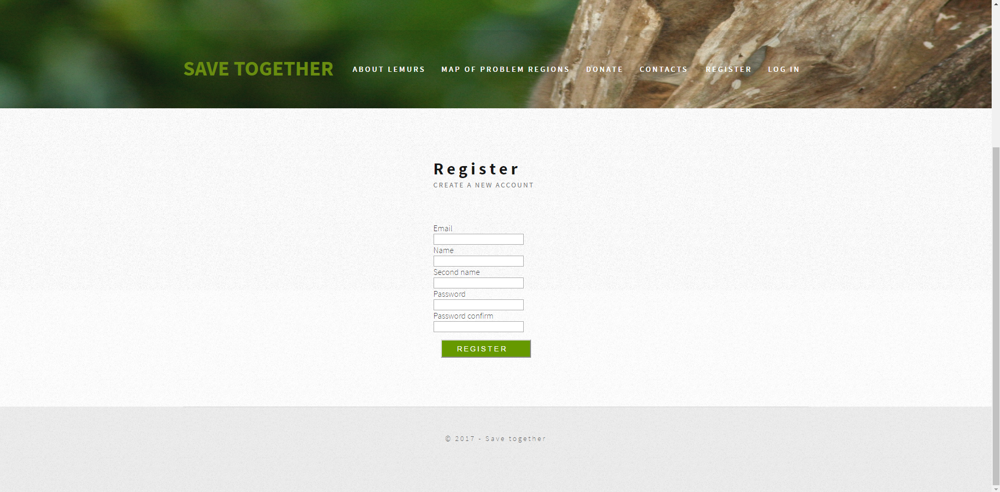 SAVE TOGETHER ABOUT LEMURS MAP OF PROBLEM REGIONS DONATE CONTACTS REGISTER LOG IN
Register
CREATE A NEW ACCOUNT
Email
Name
Second name
Password
Password confirm
REGISTER
© 2017 - Save together